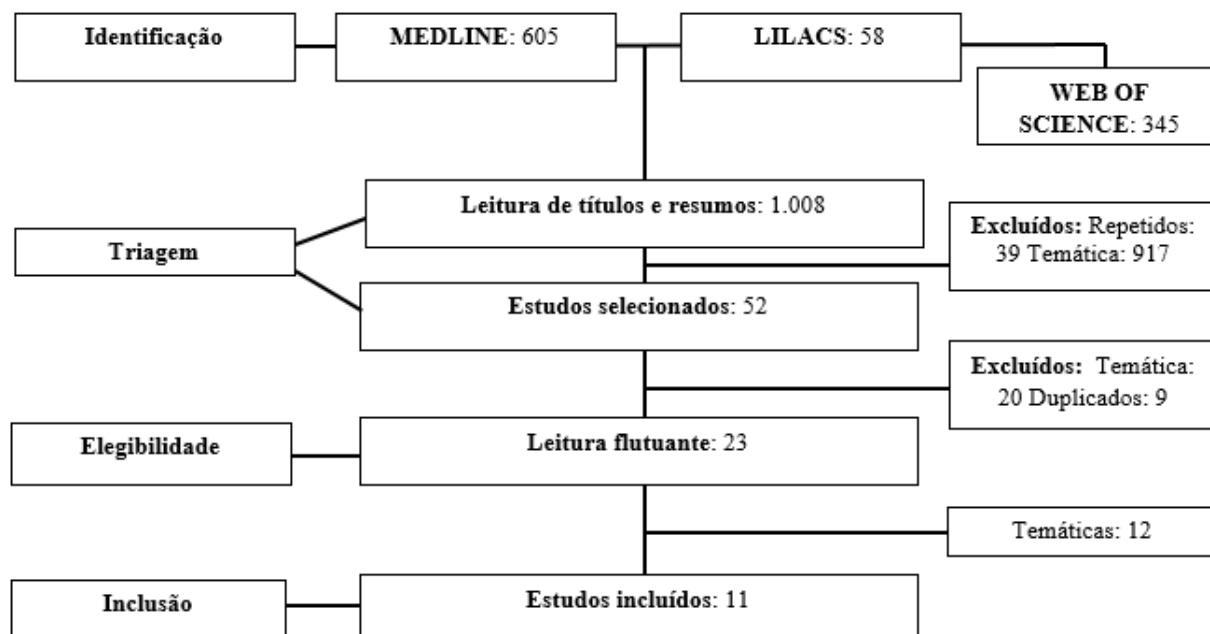 Identificação
MEDLINE: 605
LILACS: 58
WEB OF
SCIENCE: 345
Leitura de títulos e resumos: 1.008
Triagem
Excluídos: Repetidos:
39 Temática: 917
Estudos selecionados: 52
Excluídos: Temática:
20 Duplicados: 9
Elegibilidade
Leitura flutuante: 23
Temáticas: 12
Inclusão
Estudos incluídos: 11